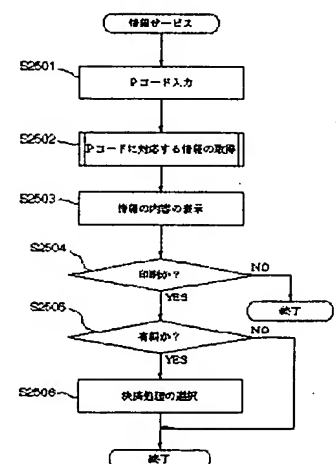 情報サービス
S2501
Pコード入力
S2502
Pコードに対応する情報の取得
S2503
情報の内容の表示
S2504
印刷か?
NO
YES
終了
S2505
有料か?
NO
YES
S2506
決済処理の選択
終了